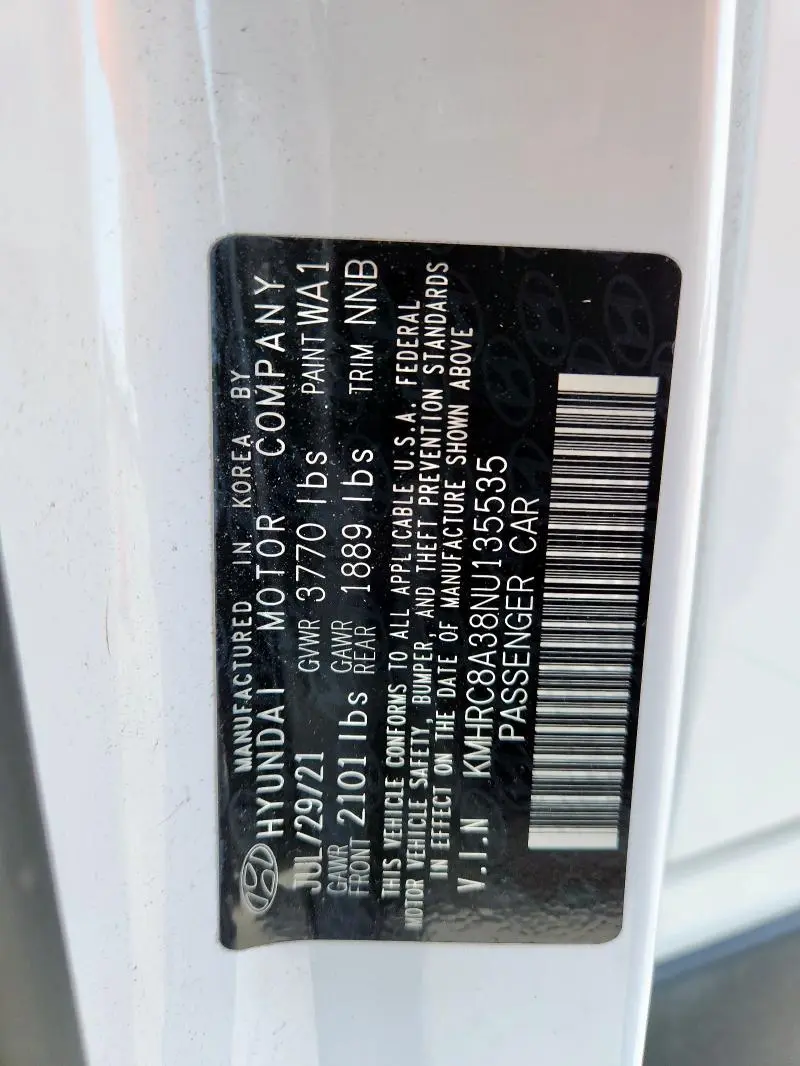 MANUFACTURED IN KOREA BY
HYUNDAI MOTOR COMPANY
JUL/29/21 GVWR 3770 lbs PAINT WA1
GAWR FRONT 2101 lbs GAWR REAR 1889 lbs TRIM NNB
THIS VEHICLE CONFORMS TO ALL APPLICABLE U.S.A. FEDERAL
MOTOR VEHICLE SAFETY, BUMPER, AND THEFT PREVENTION STANDARDS
IN EFFECT ON THE DATE OF MANUFACTURE SHOWN ABOVE
V.I.N KMHRC8A38NU135535
PASSENGER CAR